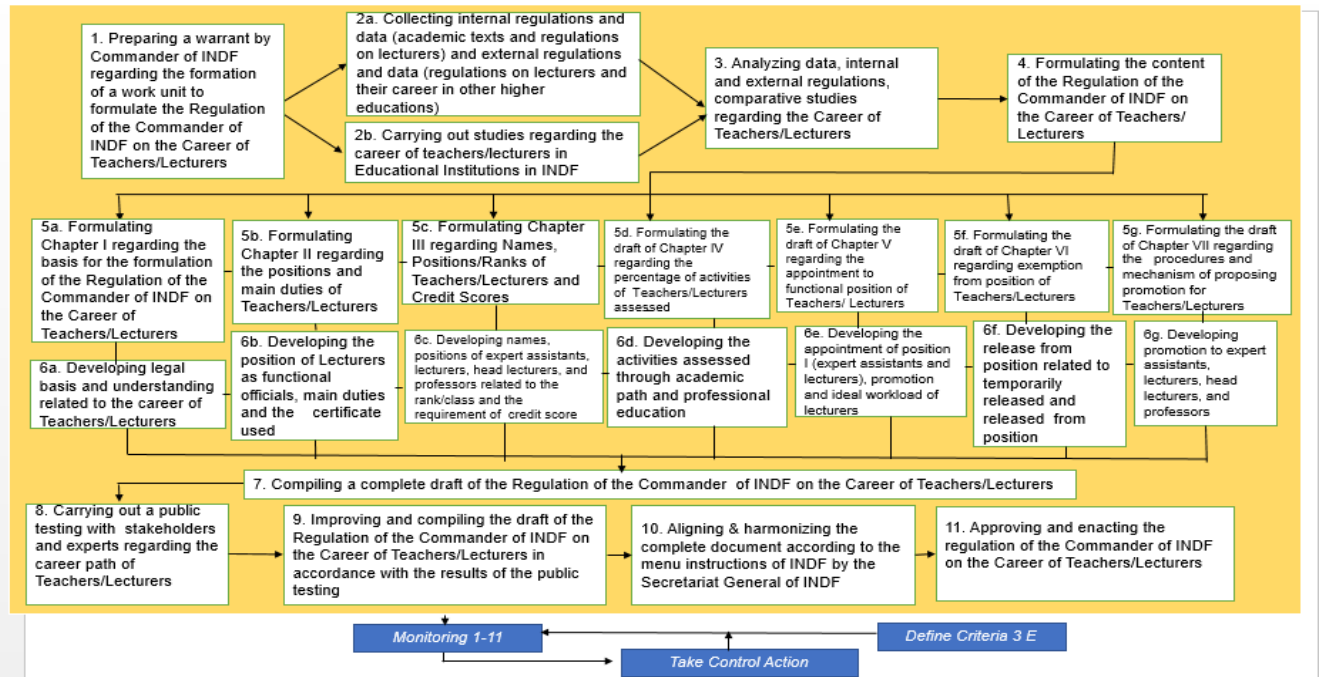 1. Preparing a warrant by
Commander of INDF
regarding the formation
of a work unit to
formulate the Regulation
of the Commander of
INDF on the Career of
Teachers/Lecturers
2a. Collecting internal regulations and
data (academic texts and regulations
on lecturers) and external regulations
and data (regulations on lecturers and
their career in other higher
educations)
2b. Carrying out studies regarding the
career of teachers/lecturers in
Educational Institutions in INDF
3. Analyzing data, internal
and external regulations,
comparative studies
regarding the Career of
Teachers/Lecturers
4. Formulating the content
of the Regulation of the
Commander of INDF on
the Career of Teachers/
Lecturers
5a. Formulating
Chapter I regarding the
basis for the formulation
of the Regulation of the
Commander of INDF on
the Career of
Teachers/Lecturers
5b. Formulating
Chapter II regarding
the positions and
main duties of
Teachers/Lecturers
5c. Formulating Chapter
III regarding Names,
Positions/Ranks of
Teachers/Lecturers and
Credit Scores
5d. Formulating the
draft of Chapter IV
regarding the
percentage of activities
of Teachers/Lecturers
assessed
5e. Formulating the
draft of Chapter V
regarding the
appointment to
functional position of
Teachers/ Lecturers
5f. Formulating the
draft of Chapter VI
regarding exemption
from position of
Teachers/Lecturers
5g. Formulating the draft
of Chapter VII regarding
the procedures and
mechanism of proposing
promotion for
Teachers/Lecturers
6a. Developing legal
basis and understanding
related to the career of
Teachers/Lecturers
6b. Developing the
position of Lecturers
as functional
officials, main duties
and the certificate
used
6c. Developing names,
positions of expert assistants,
lecturers, head lecturers, and
professors related to the
rank/class and the
requirement of credit score
6d. Developing the
activities assessed
through academic
path and professional
education
6e. Developing the
appointment of position
I (expert assistants and
lecturers), promotion
and ideal workload of
lecturers
6f. Developing the
release from
position related to
temporarily
released and
released from
position
6g. Developing
promotion to expert
assistants,
lecturers, head
lecturers, and
professors
7. Compiling a complete draft of the Regulation of the Commander of INDF on the Career of Teachers/Lecturers
8. Carrying out a public
testing with stakeholders
and experts regarding the
career path of
Teachers/Lecturers
9. Improving and compiling the draft of the
Regulation of the Commander of INDF on
the Career of Teachers/Lecturers in
accordance with the results of the public
testing
10. Aligning & harmonizing the
complete document according to the
menu instructions of INDF by the
Secretariat General of INDF
11. Approving and enacting the
regulation of the Commander of INDF
on the Career of Teachers/Lecturers
Monitoring 1-11
Define Criteria 3 E
Take Control Action